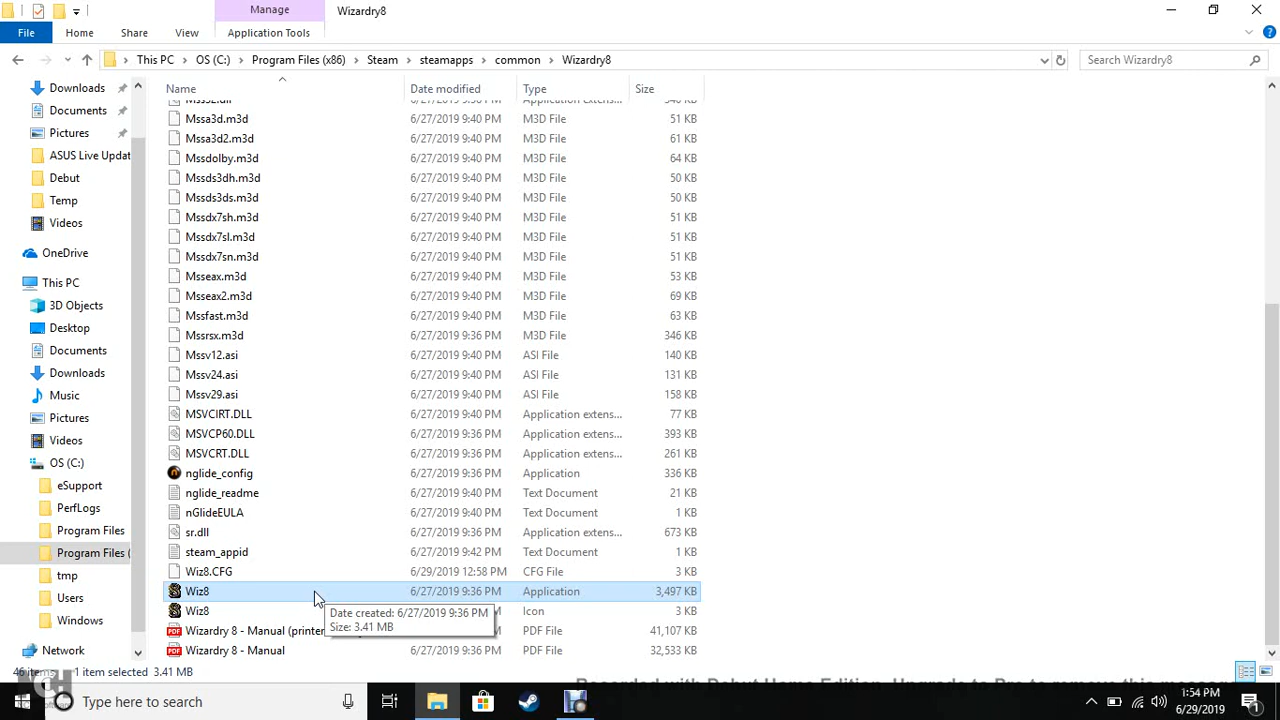 Manage
Wizardry8
File
Home
Share
View
Application Tools
This PC
OS (C:)
Program Files (x86)
Steam
steamapps
common
Wizardry8
Search Wizardry8
Name
Date modified
Type
Size
Downloads
Documents
Pictures
ASUS Live Updat
Debut
Temp
Videos
OneDrive
This PC
3D Objects
Desktop
Documents
Downloads
Music
Pictures
Videos
OS (C:)
eSupport
PerfLogs
Program Files
Program Files (
tmp
Users
Windows
Network
Mssa3d.m3d 6/27/2019 9:40 PM M3D File 51 KB
Mssa3d2.m3d 6/27/2019 9:40 PM M3D File 61 KB
Mssdolby.m3d 6/27/2019 9:40 PM M3D File 64 KB
Mssds3dh.m3d 6/27/2019 9:40 PM M3D File 50 KB
Mssds3ds.m3d 6/27/2019 9:40 PM M3D File 50 KB
Mssdx7sh.m3d 6/27/2019 9:40 PM M3D File 51 KB
Mssdx7sl.m3d 6/27/2019 9:40 PM M3D File 51 KB
Mssdx7sn.m3d 6/27/2019 9:40 PM M3D File 51 KB
Msseax.m3d 6/27/2019 9:40 PM M3D File 53 KB
Msseax2.m3d 6/27/2019 9:40 PM M3D File 69 KB
Mssfast.m3d 6/27/2019 9:40 PM M3D File 63 KB
Mssrsx.m3d 6/27/2019 9:36 PM M3D File 346 KB
Mssv12.asi 6/27/2019 9:40 PM ASI File 140 KB
Mssv24.asi 6/27/2019 9:40 PM ASI File 131 KB
Mssv29.asi 6/27/2019 9:40 PM ASI File 158 KB
MSVCIRT.DLL 6/27/2019 9:40 PM Application extens... 77 KB
MSVCP60.DLL 6/27/2019 9:36 PM Application extens... 393 KB
MSVCRT.DLL 6/27/2019 9:36 PM Application extens... 261 KB
nglide_config 6/27/2019 9:40 PM Application 336 KB
nglide_readme 6/27/2019 9:40 PM Text Document 21 KB
nGlideEULA 6/27/2019 9:40 PM Text Document 1 KB
sr.dll 6/27/2019 9:36 PM Application extens... 673 KB
steam_appid 6/27/2019 9:42 PM Text Document 1 KB
Wiz8.CFG 6/29/2019 12:58 PM CFG File 3 KB
Wiz8 6/27/2019 9:36 PM Application 3,497 KB
Wiz8 M Icon 3 KB
Date created: 6/27/2019 9:36 PM
Size: 3.41 MB
Wizardry 8 - Manual (printer M PDF File 41,107 KB
Wizardry 8 - Manual 6/27/2019 9:36 PM PDF File 32,533 KB
46 items 1 item selected 3.41 MB
Recorded with Debut Home Edition. Upgrade to Pro to remove this message
Type here to search
1:54 PM
6/29/2019